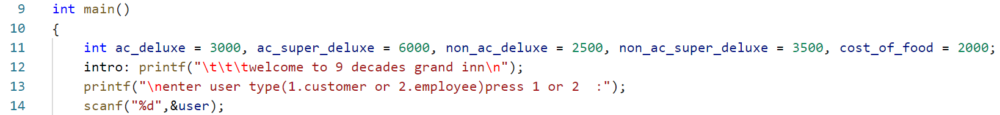 9 int main()
10 {
11 int ac_deluxe = 3000, ac_super_deluxe = 6000, non_ac_deluxe = 2500, non_ac_super_deluxe = 3500, cost_of_food = 2000;
12 intro: printf("\t\t\twelcome to 9 decades grand inn\n");
13 printf("\nenter user type(1.customer or 2.employee)press 1 or 2  :");
14 scanf("%d",&user);